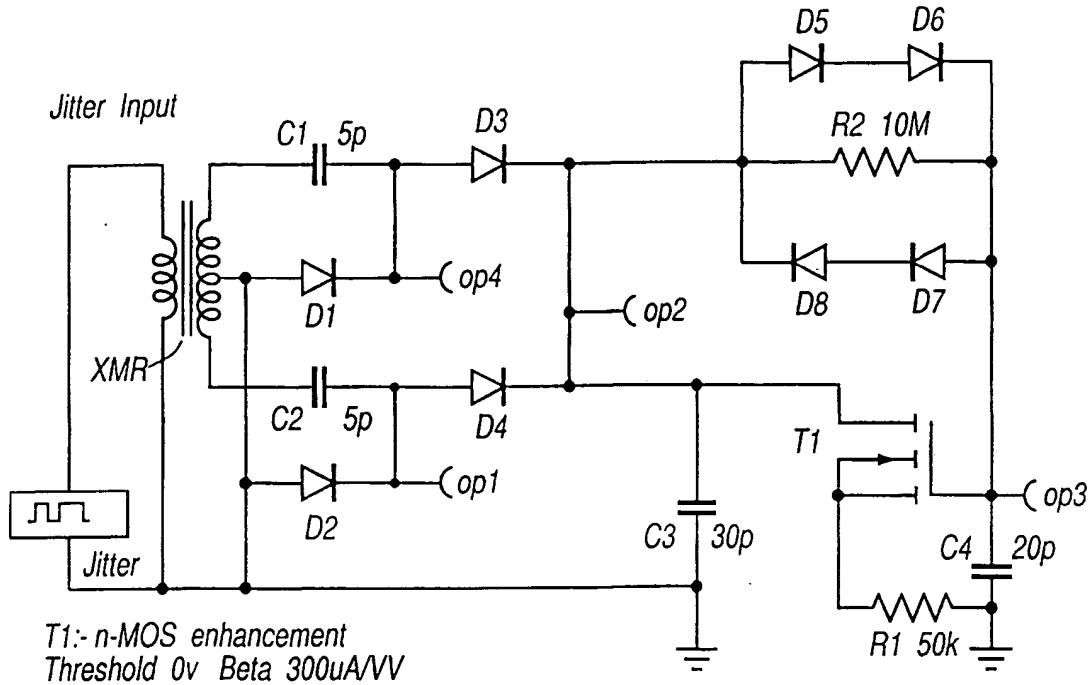 D5
D6
Jitter Input
C1 5p
D3
R2 10M
op4
D1
D8
D7
op2
XMR
C2 5p
D4
T1
op1
op3
D2
C3 30p
C4 20p
Jitter
R1 50k
T1:- n-MOS enhancement
Threshold 0v Beta 300uA/VV